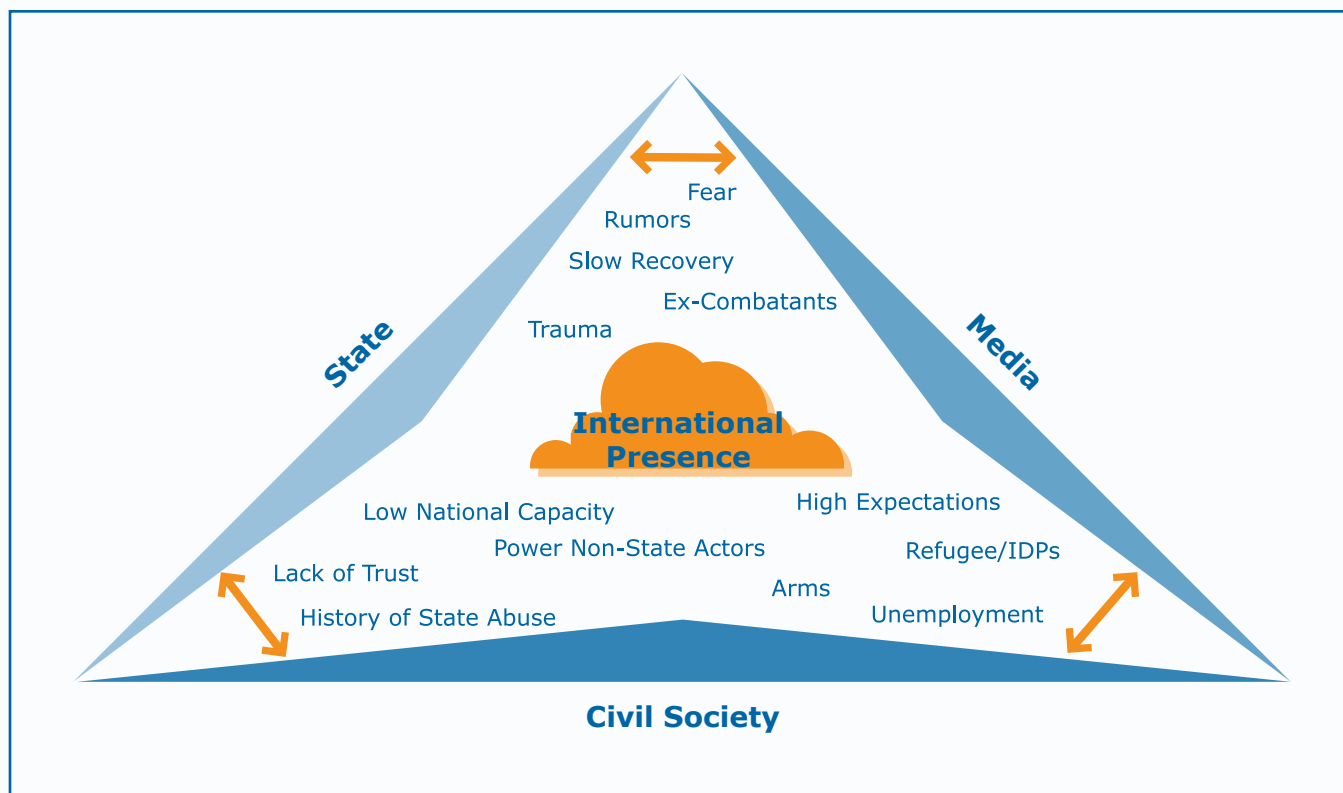 Fear
Rumors
Slow Recovery
Ex-Combatants
Trauma
State
Media
International
Presence
High Expectations
Low National Capacity
Power Non-State Actors
Refugee/IDPs
Lack of Trust
Arms
Unemployment
History of State Abuse
Civil Society